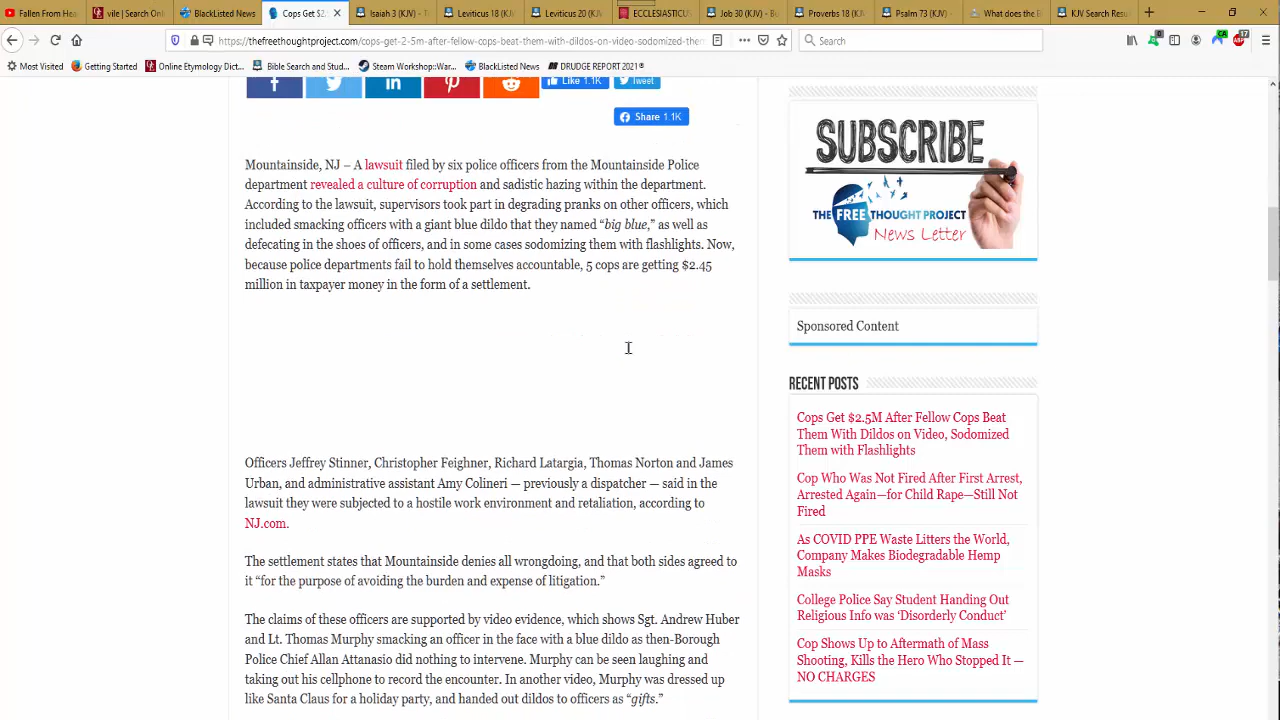 Fallen From Hear
vile | Search Onli
BlackListed News
Cops Get $2.
Isaiah 3 (KJV) - T
Leviticus 18 (KJV
Leviticus 20 (KJV
ECCLESIASTICUS
Job 30 (KJV) - Bo
Proverbs 18 (KJV
Psalm 73 (KJV) -
What does the B
KJV Search Resu
https://thefreethoughtproject.com/cops-get-2-5m-after-fellow-cops-beat-them-with-dildos-on-video-sodomized-them
Search
Most Visited
Getting Started
Online Etymology Dict...
Bible Search and Stud...
Steam Workshop::War...
BlackListed News
DRUDGE REPORT 2021®
Like 1.1K
Tweet
Share 1.1K
Mountainside, NJ – A lawsuit filed by six police officers from the Mountainside Police
department revealed a culture of corruption and sadistic hazing within the department.
According to the lawsuit, supervisors took part in degrading pranks on other officers, which
included smacking officers with a giant blue dildo that they named “big blue,” as well as
defecating in the shoes of officers, and in some cases sodomizing them with flashlights. Now,
because police departments fail to hold themselves accountable, 5 cops are getting $2.45
million in taxpayer money in the form of a settlement.
Officers Jeffrey Stinner, Christopher Feighner, Richard Latargia, Thomas Norton and James
Urban, and administrative assistant Amy Colineri — previously a dispatcher — said in the
lawsuit they were subjected to a hostile work environment and retaliation, according to
NJ.com.
The settlement states that Mountainside denies all wrongdoing, and that both sides agreed to
it “for the purpose of avoiding the burden and expense of litigation.”
The claims of these officers are supported by video evidence, which shows Sgt. Andrew Huber
and Lt. Thomas Murphy smacking an officer in the face with a blue dildo as then-Borough
Police Chief Allan Attanasio did nothing to intervene. Murphy can be seen laughing and
taking out his cellphone to record the encounter. In another video, Murphy was dressed up
like Santa Claus for a holiday party, and handed out dildos to officers as “gifts.”
SUBSCRIBE
THE FREE THOUGHT PROJECT
News Letter
Sponsored Content
RECENT POSTS
Cops Get $2.5M After Fellow Cops Beat
Them With Dildos on Video, Sodomized
Them with Flashlights
Cop Who Was Not Fired After First Arrest,
Arrested Again—for Child Rape—Still Not
Fired
As COVID PPE Waste Litters the World,
Company Makes Biodegradable Hemp
Masks
College Police Say Student Handing Out
Religious Info was ‘Disorderly Conduct’
Cop Shows Up to Aftermath of Mass
Shooting, Kills the Hero Who Stopped It —
NO CHARGES